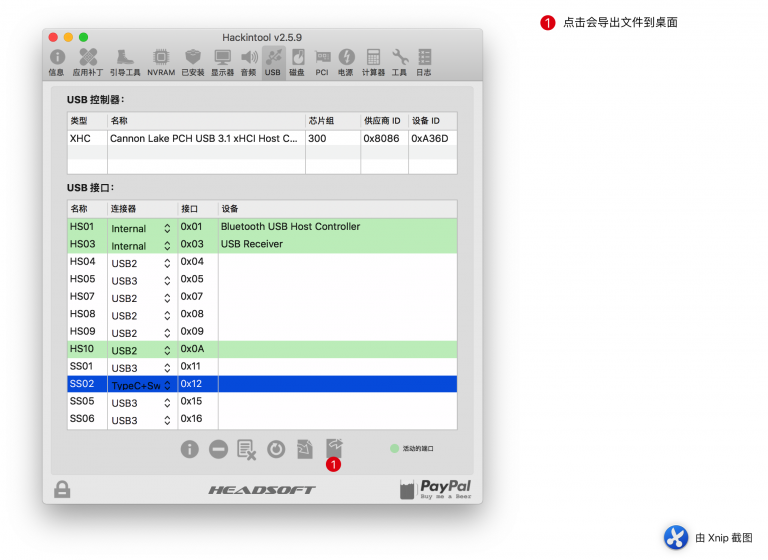 1 点击会导出文件到桌面
Hackintool v2.5.9
信息 应用补丁 引导工具 NVRAM 已安装 显示器 音频 USB 磁盘 PCI 电源 计算器 工具 日志
USB 控制器：
类型 名称 芯片组 供应商 ID 设备 ID
XHC Cannon Lake PCH USB 3.1 xHCI Host C... 300 0x8086 0xA36D
USB 接口：
名称 连接器 接口 设备
HS01 Internal 0x01 Bluetooth USB Host Controller
HS03 Internal 0x03 USB Receiver
HS04 USB2 0x04
HS05 USB3 0x05
HS07 USB2 0x07
HS08 USB2 0x08
HS09 USB2 0x09
HS10 USB2 0x0A
SS01 USB3 0x11
SS02 TypeC+Sw 0x12
SS05 USB3 0x15
SS06 USB3 0x16
活动的端口
1
HEADSOFT
PayPal
Buy me a Beer
由 Xnip 截图